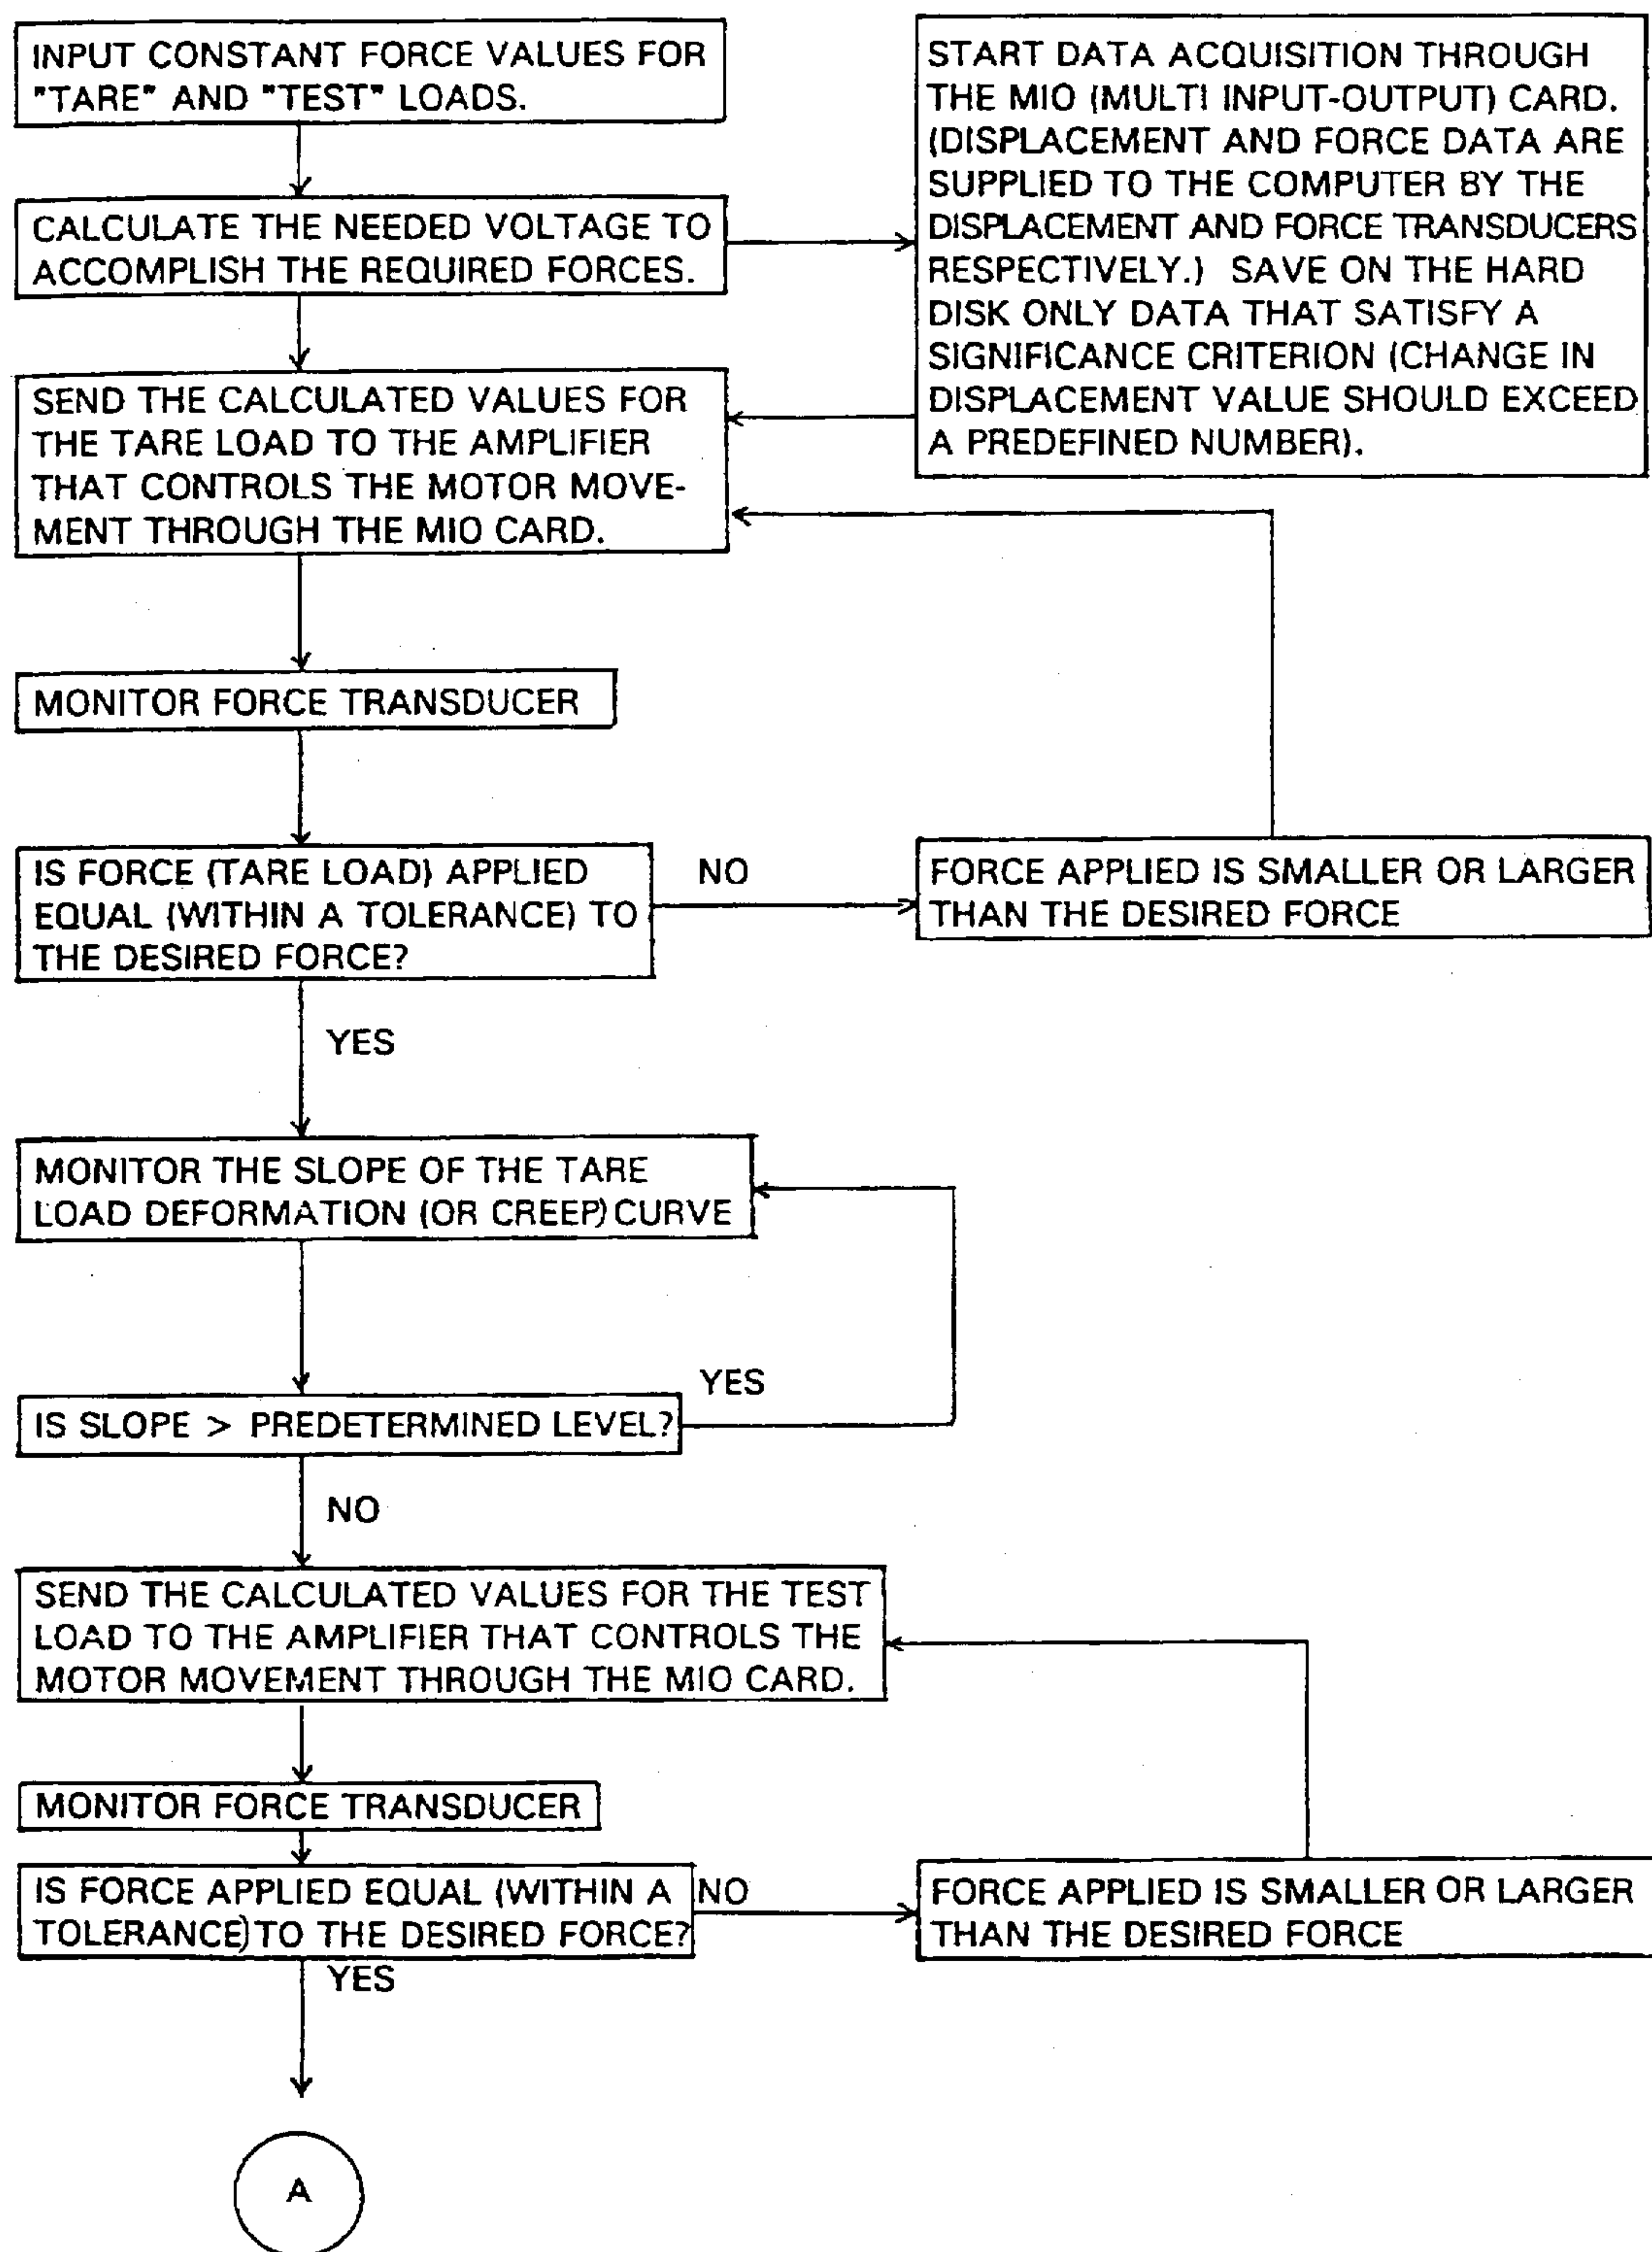 INPUT CONSTANT FORCE VALUES FOR
"TARE" AND "TEST" LOADS.
START DATA ACQUISITION THROUGH
THE MIO (MULTI INPUT-OUTPUT) CARD.
(DISPLACEMENT AND FORCE DATA ARE
SUPPLIED TO THE COMPUTER BY THE
DISPLACEMENT AND FORCE TRANSDUCERS
RESPECTIVELY.) SAVE ON THE HARD
DISK ONLY DATA THAT SATISFY A
SIGNIFICANCE CRITERION (CHANGE IN
DISPLACEMENT VALUE SHOULD EXCEED
A PREDEFINED NUMBER).
CALCULATE THE NEEDED VOLTAGE TO
ACCOMPLISH THE REQUIRED FORCES.
SEND THE CALCULATED VALUES FOR
THE TARE LOAD TO THE AMPLIFIER
THAT CONTROLS THE MOTOR MOVE-
MENT THROUGH THE MIO CARD.
MONITOR FORCE TRANSDUCER
IS FORCE (TARE LOAD) APPLIED
EQUAL (WITHIN A TOLERANCE) TO
THE DESIRED FORCE?
NO
FORCE APPLIED IS SMALLER OR LARGER
THAN THE DESIRED FORCE
YES
MONITOR THE SLOPE OF THE TARE
LOAD DEFORMATION (OR CREEP) CURVE
YES
IS SLOPE > PREDETERMINED LEVEL?
NO
SEND THE CALCULATED VALUES FOR THE TEST
LOAD TO THE AMPLIFIER THAT CONTROLS THE
MOTOR MOVEMENT THROUGH THE MIO CARD.
MONITOR FORCE TRANSDUCER
IS FORCE APPLIED EQUAL (WITHIN A
TOLERANCE) TO THE DESIRED FORCE?
NO
FORCE APPLIED IS SMALLER OR LARGER
THAN THE DESIRED FORCE
YES
A